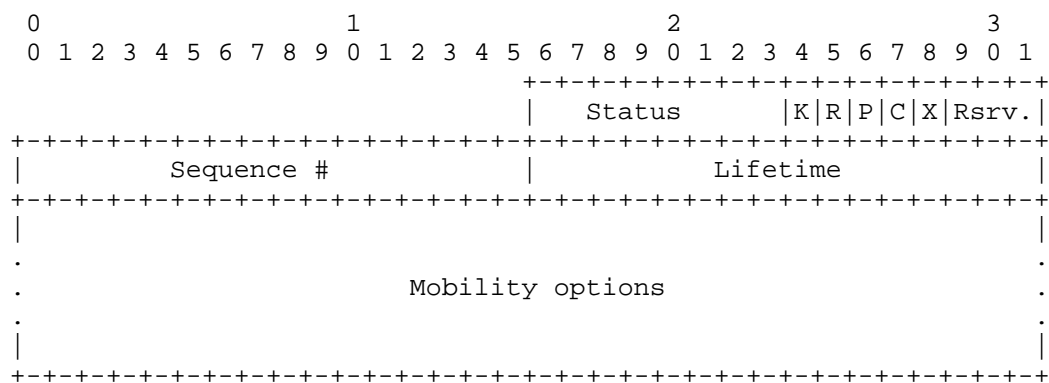 0                   1                   2                   3
 0 1 2 3 4 5 6 7 8 9 0 1 2 3 4 5 6 7 8 9 0 1 2 3 4 5 6 7 8 9 0 1
                                +-+-+-+-+-+-+-+-+-+-+-+-+-+-+-+-+
                                |   Status      |K|R|P|C|X|Rsrv.|
+-+-+-+-+-+-+-+-+-+-+-+-+-+-+-+-+-+-+-+-+-+-+-+-+-+-+-+-+-+-+-+-+
|          Sequence #            |           Lifetime            |
+-+-+-+-+-+-+-+-+-+-+-+-+-+-+-+-+-+-+-+-+-+-+-+-+-+-+-+-+-+-+-+-+
|                                                               |
.                                                               .
.                        Mobility options                       .
.                                                               .
|                                                               |
+-+-+-+-+-+-+-+-+-+-+-+-+-+-+-+-+-+-+-+-+-+-+-+-+-+-+-+-+-+-+-+-+